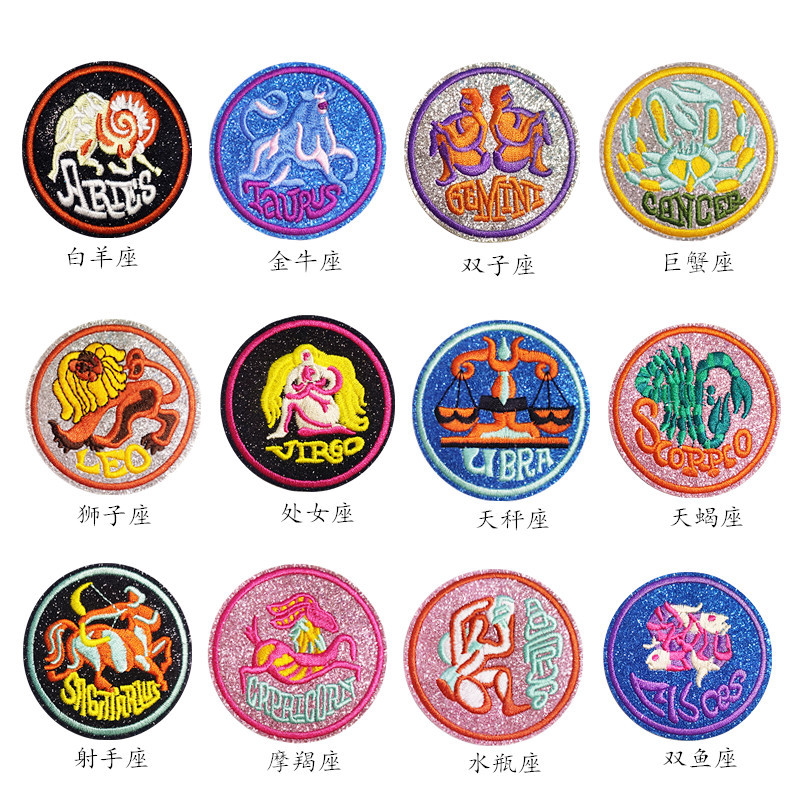 ARIES
Taurus
GEMINI
CANCER
白羊座
金牛座
双子座
巨蟹座
LEO
VIRGO
LIBRA
Scorpio
狮子座
处女座
天秤座
天蝎座
SAGITTARIUS
CAPRICORN
Pisces
射手座
摩羯座
水瓶座
双鱼座